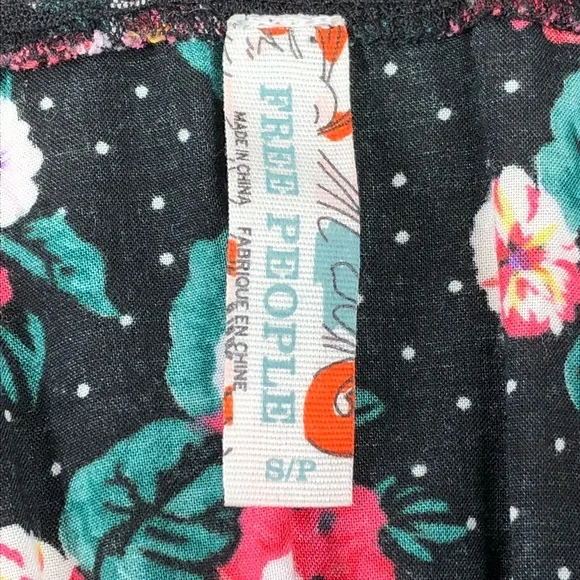 FREE PEOPLE
MADE IN CHINA FABRIQUE EN CHINE
S/P